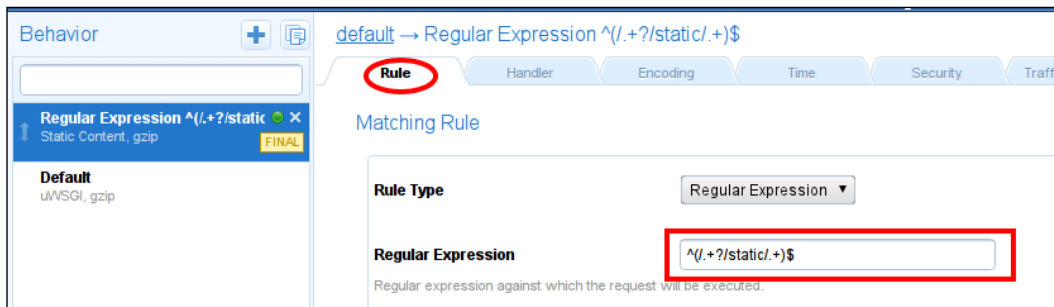 Behavior
default → Regular Expression ^(/.+?/static/.+)$
Rule
Handler
Encoding
Time
Security
Traff
Regular Expression ^(/.+?/static
Static Content, gzip
FINAL
Default
uWSGI, gzip
Matching Rule
Rule Type
Regular Expression
Regular Expression
^(/.+?/static/.+)$
Regular expression against which the request will be executed.